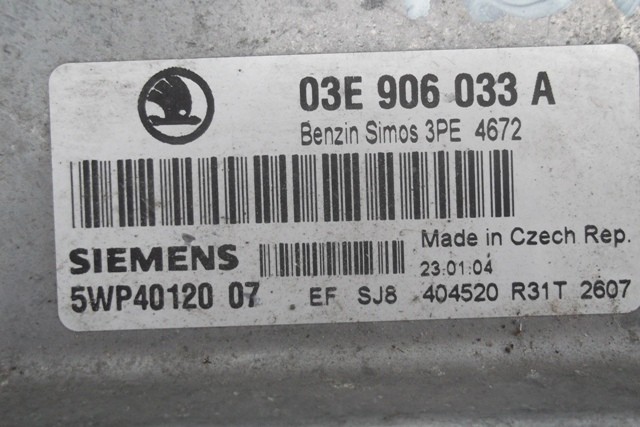 03E 906 033 A
Benzin Simos 3PE 4672
SIEMENS
Made in Czech Rep.
23.01.04
5WP40120 07 EF SJ8 404520 R31T 2607